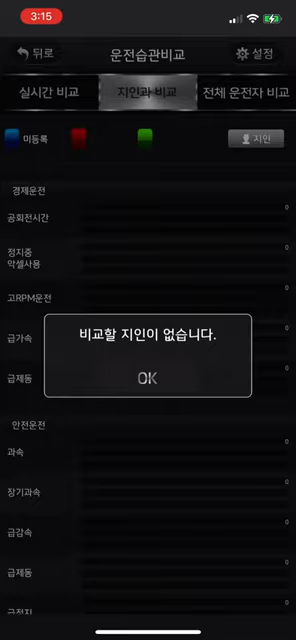 3:15
뒤로
운전습관비교
설정
실시간 비교
지인과 비교
전체 운전자 비교
미등록
지인
경제운전
0
공회전시간
0
정지중
악셀사용
0
고RPM운전
0
급가속
0
급제동
비교할 지인이 없습니다.
OK
안전운전
0
과속
0
장기과속
0
급감속
0
급제동
0
급정지